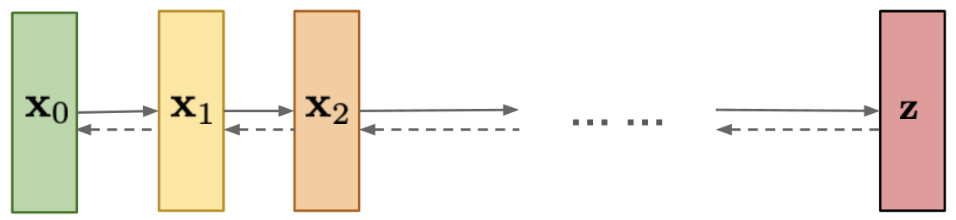 x₀ x₁ x₂ ... ... z